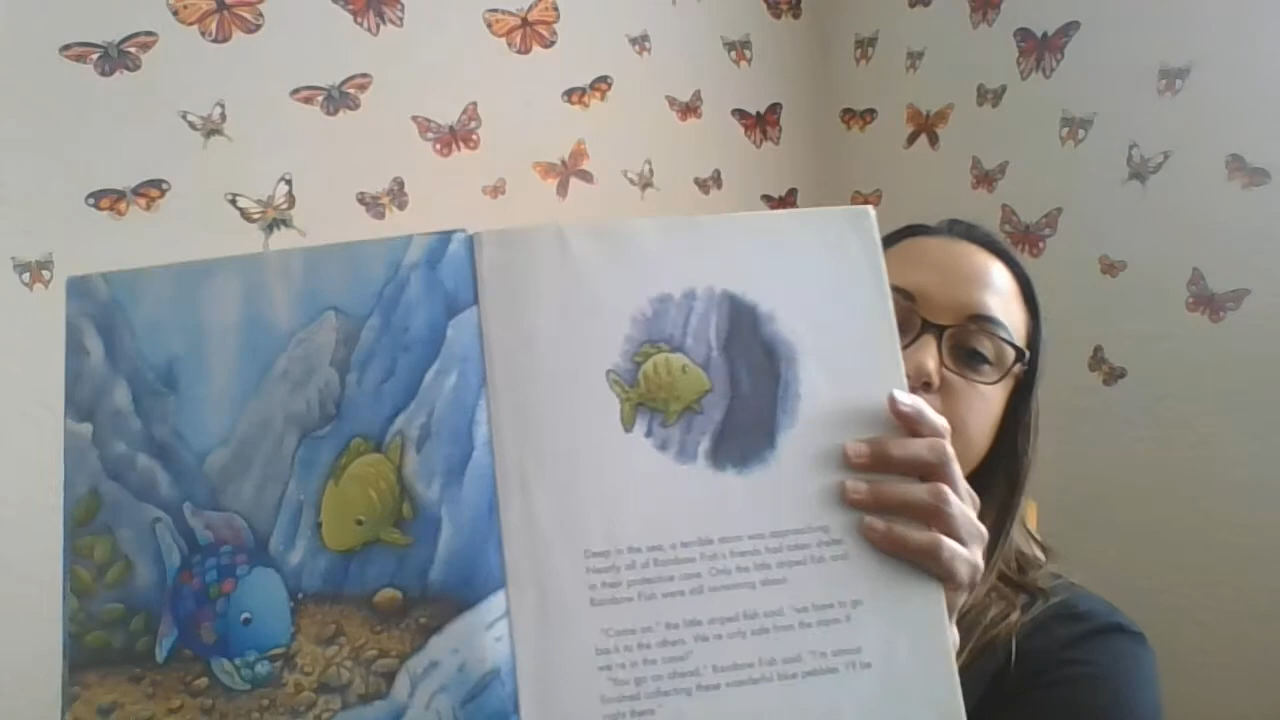 Deep in the sea, a terrible storm was approaching.
Nearly all of Rainbow Fish's friends had taken shelter
in their protective cave. Only the little striped fish and
Rainbow Fish were still swimming about.
"Come on," the little striped fish said, "we have to go
back to the others. We're only safe from the storm if
we're in the cave!"
"You go on ahead," Rainbow Fish said. "I'm almost
finished collecting these wonderful blue pebbles. I'll be
right there."